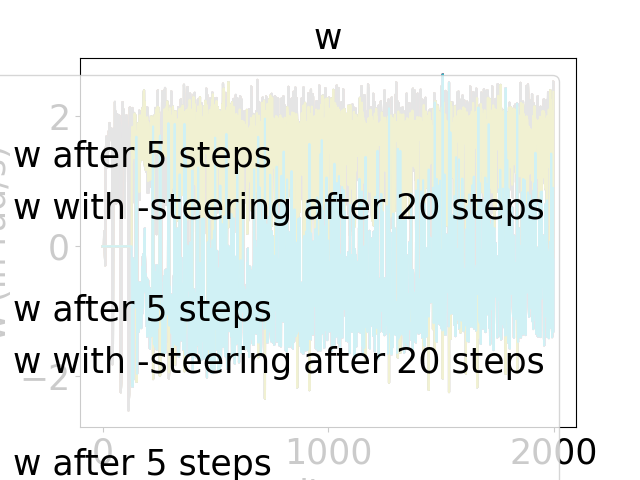 w
2
w after 5 steps
w with -steering after 20 steps
0
w after 5 steps
w with -steering after 20 steps
−2
0 1000 2000
w after 5 steps